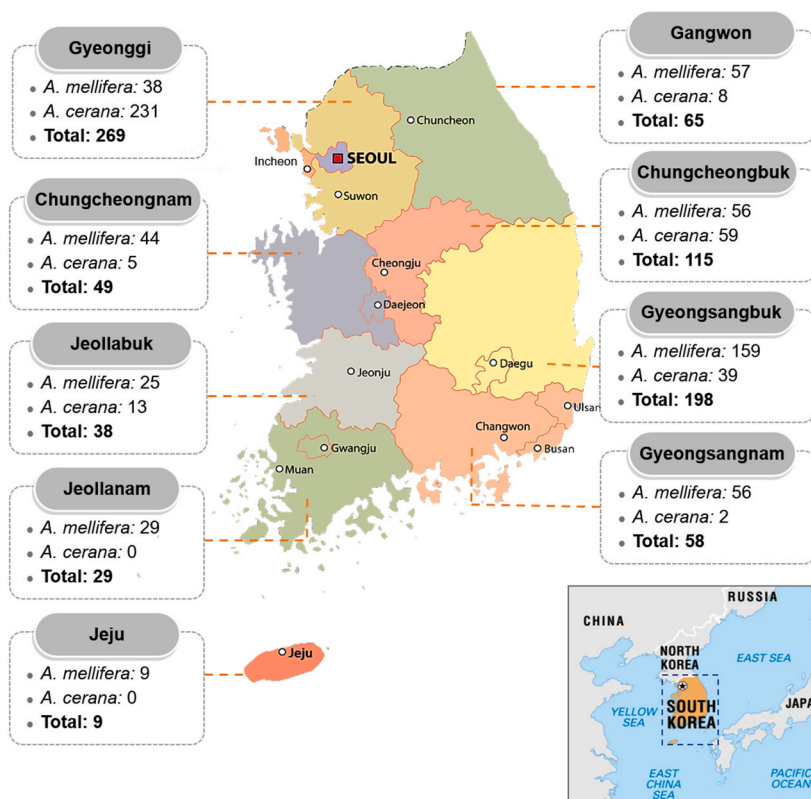 Gyeonggi
• A. mellifera: 38
• A. cerana: 231
• Total: 269
Chungcheongnam
• A. mellifera: 44
• A. cerana: 5
• Total: 49
Jeollabuk
• A. mellifera: 25
• A. cerana: 13
• Total: 38
Jeollanam
• A. mellifera: 29
• A. cerana: 0
• Total: 29
Jeju
• A. mellifera: 9
• A. cerana: 0
• Total: 9
Chuncheon
SEOUL
Incheon
Suwon
Cheongju
Daejeon
Jeonju
Daegu
Ulsan
Changwon
Busan
Gwangju
Muan
Jeju
Gangwon
• A. mellifera: 57
• A. cerana: 8
• Total: 65
Chungcheongbuk
• A. mellifera: 56
• A. cerana: 59
• Total: 115
Gyeongsangbuk
• A. mellifera: 159
• A. cerana: 39
• Total: 198
Gyeongsangnam
• A. mellifera: 56
• A. cerana: 2
• Total: 58
RUSSIA
CHINA
NORTH
KOREA
EAST SEA
SOUTH
KOREA
YELLOW
SEA
JAPA
EAST
CHINA
SEA
PACIFIC
OCEAN